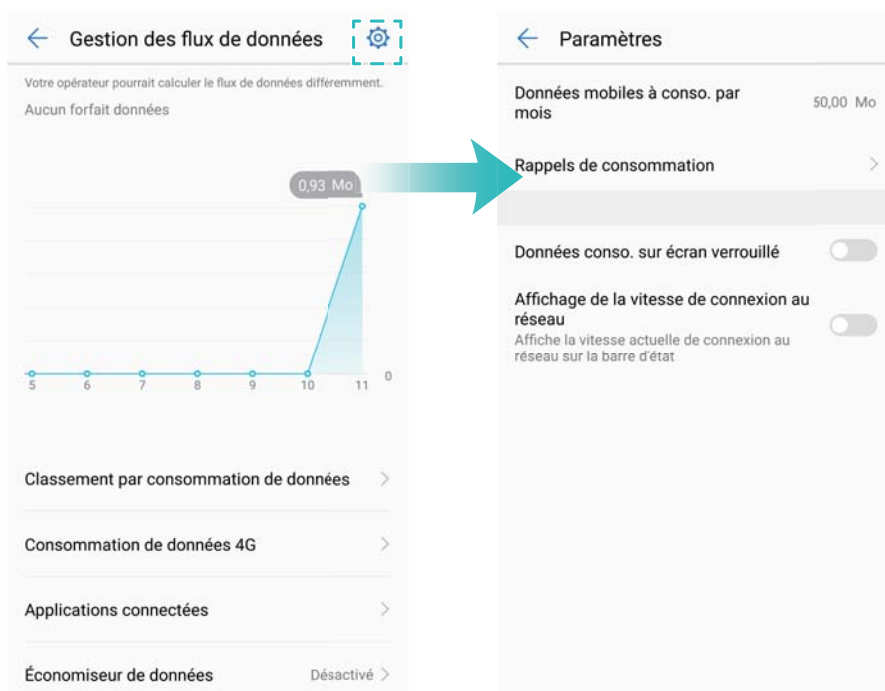 Gestion des flux de données
Votre opérateur pourrait calculer le flux de données différemment.
Aucun forfait données
0,93 Mo
0
5 6 7 8 9 10 11
Classement par consommation de données
Consommation de données 4G
Applications connectées
Économiseur de données Désactivé
Paramètres
Données mobiles à conso. par
mois
50,00 Mo
Rappels de consommation
Données conso. sur écran verrouillé
Affichage de la vitesse de connexion au
réseau
Affiche la vitesse actuelle de connexion au
réseau sur la barre d'état